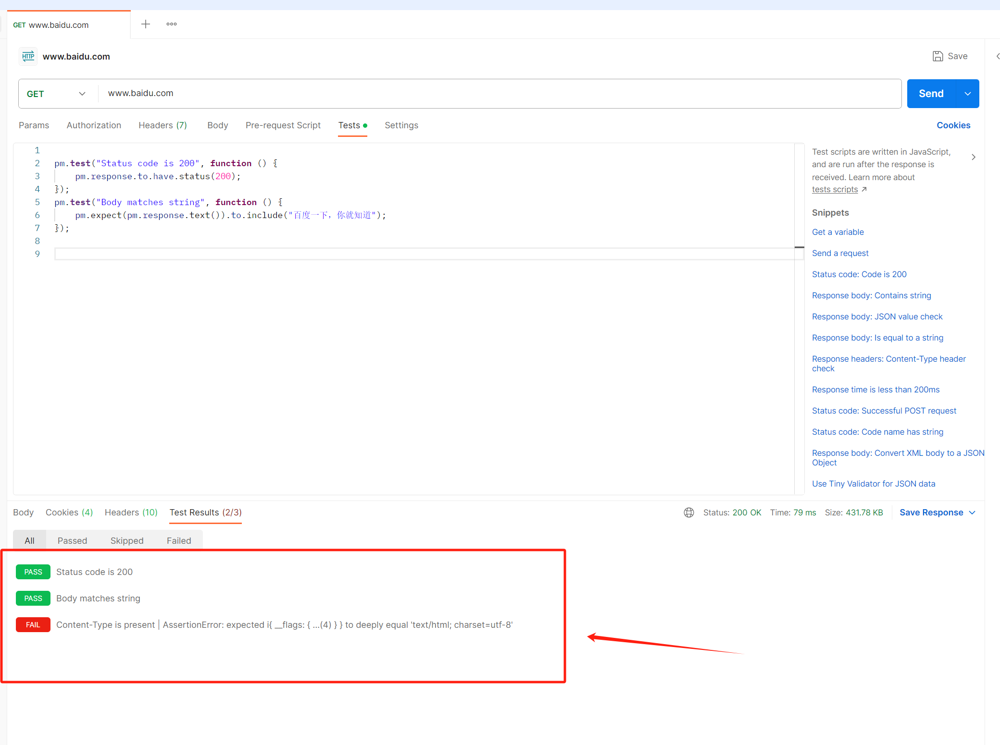 GET www.baidu.com
HTTP www.baidu.com
Save
GET www.baidu.com
Send
Params Authorization Headers (7) Body Pre-request Script Tests Settings
Cookies
1
2 pm.test("Status code is 200", function () {
3 pm.response.to.have.status(200);
4 });
5 pm.test("Body matches string", function () {
6 pm.expect(pm.response.text()).to.include("百度一下，你就知道");
7 });
8
9
Test scripts are written in JavaScript,
and are run after the response is
received. Learn more about
tests scripts
Snippets
Get a variable
Send a request
Status code: Code is 200
Response body: Contains string
Response body: JSON value check
Response body: Is equal to a string
Response headers: Content-Type header
check
Response time is less than 200ms
Status code: Successful POST request
Status code: Code name has string
Response body: Convert XML body to a JSON
Object
Use Tiny Validator for JSON data
Body Cookies (4) Headers (10) Test Results (2/3)
Status: 200 OK Time: 79 ms Size: 431.78 KB
Save Response
All Passed Skipped Failed
PASS Status code is 200
PASS Body matches string
FAIL Content-Type is present | AssertionError: expected i{ __flags: { ...(4) } } to deeply equal 'text/html; charset=utf-8'